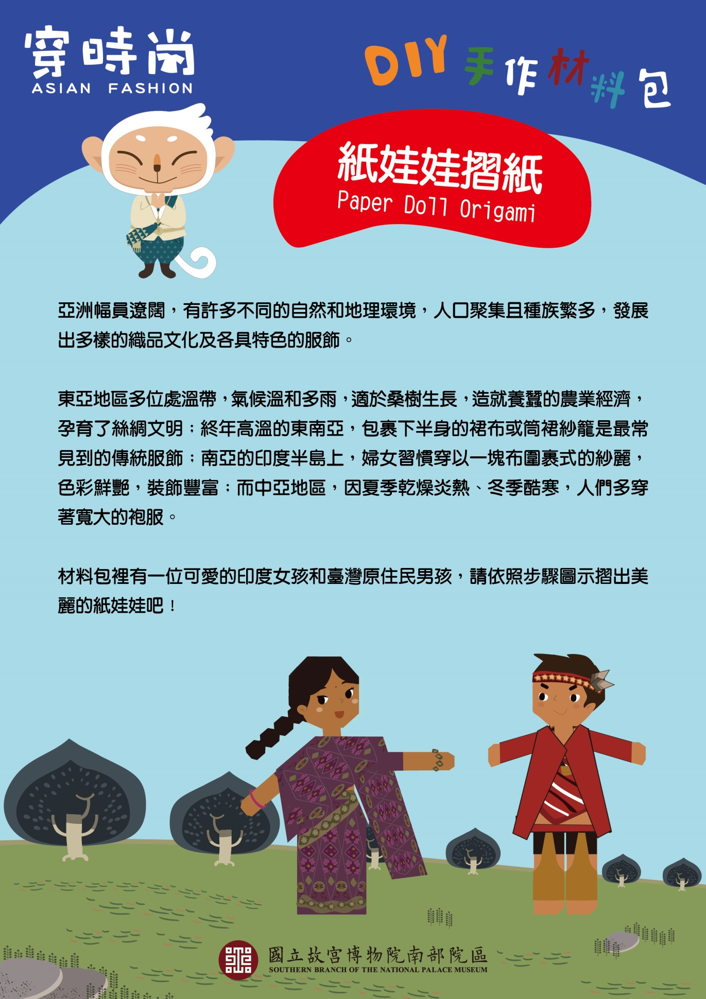 穿時尚
ASIAN FASHION
DIY手作材料包
紙娃娃摺紙
Paper Doll Origami
亞洲幅員遼闊，有許多不同的自然和地理環境，人口聚集且種族繁多，發展
出多樣的織品文化及各具特色的服飾。
東亞地區多位處溫帶，氣候溫和多雨，適於桑樹生長，造就養蠶的農業經濟，
孕育了絲綢文明；終年高溫的東南亞，包裹下半身的裙布或筒裙紗籠是最常
見到的傳統服飾；南亞的印度半島上，婦女習慣穿以一塊布圍裹式的紗麗，
色彩鮮艷，裝飾豐富；而中亞地區，因夏季乾燥炎熱、冬季酷寒，人們多穿
著寬大的袍服。
材料包裡有一位可愛的印度女孩和臺灣原住民男孩，請依照步驟圖示摺出美
麗的紙娃娃吧！
國立故宮博物院南部院區
SOUTHERN BRANCH OF THE NATIONAL PALACE MUSEUM